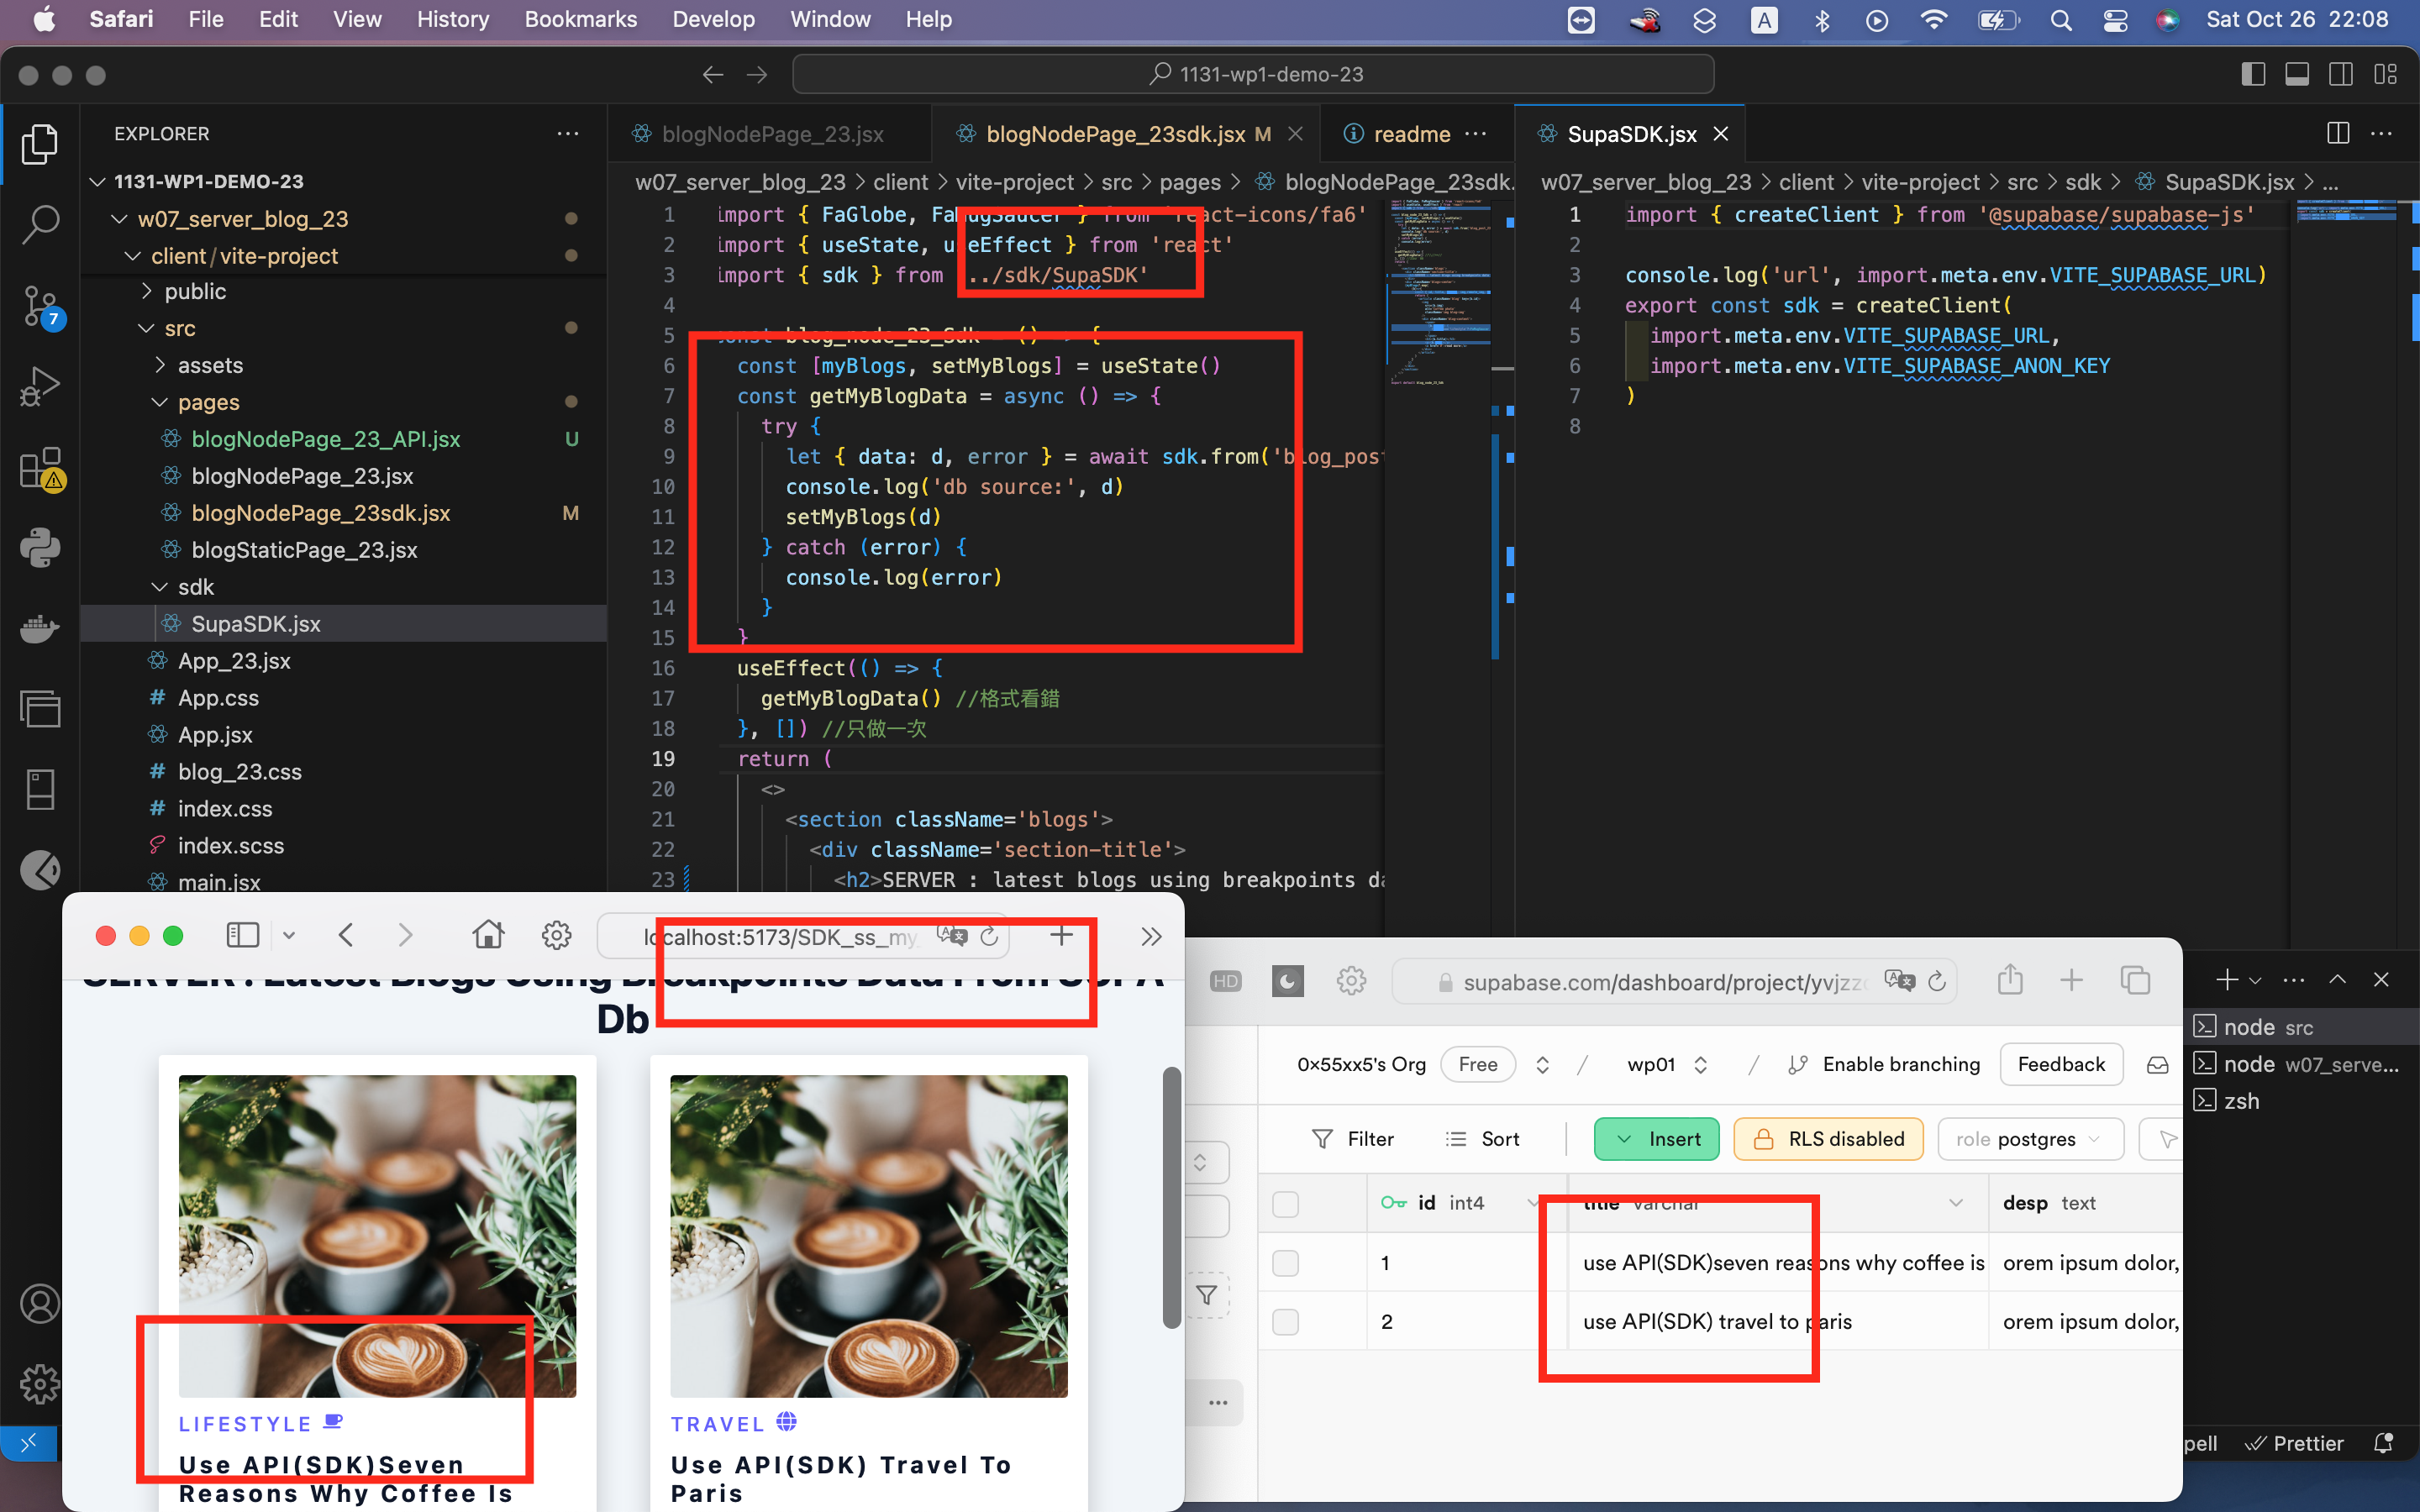 Safari File Edit View History Bookmarks Develop Window Help
A
Sat Oct 26 22:08
1131-wp1-demo-23
EXPLORER
1131-WP1-DEMO-23
w07_server_blog_23
client/vite-project
public
src
assets
pages
blogNodePage_23_API.jsx U
blogNodePage_23.jsx
blogNodePage_23sdk.jsx M
blogStaticPage_23.jsx
sdk
SupaSDK.jsx
App_23.jsx
# App.css
App.jsx
# blog_23.css
# index.css
index.scss
main.jsx
7
blogNodePage_23.jsx
blogNodePage_23sdk.jsx M
readme
w07_server_blog_23 > client > vite-project > src > pages > blogNodePage_23sdk.
1 import { FaGlobe, FaMugSaucer } from 'react-icons/fa6'
2 import { useState, useEffect } from 'react'
3 import { sdk } from '../sdk/SupaSDK'
4
5 const blog_node_23_Sdk = () => {
6 const [myBlogs, setMyBlogs] = useState()
7 const getMyBlogData = async () => {
8 try {
9 let { data: d, error } = await sdk.from('blog_post
10 console.log('db source:', d)
11 setMyBlogs(d)
12 } catch (error) {
13 console.log(error)
14 }
15 }
16 useEffect(() => {
17 getMyBlogData() //格式看錯
18 }, []) //只做一次
19 return (
20 <>
21 <section className='blogs'>
22 <div className='section-title'>
23 <h2>SERVER : latest blogs using breakpoints da
SupaSDK.jsx
w07_server_blog_23 > client > vite-project > src > sdk > SupaSDK.jsx > ...
1 import { createClient } from '@supabase/supabase-js'
2
3 console.log('url', import.meta.env.VITE_SUPABASE_URL)
4 export const sdk = createClient(
5 import.meta.env.VITE_SUPABASE_URL,
6 import.meta.env.VITE_SUPABASE_ANON_KEY
7 )
8
localhost:5173/SDK_ss_my
SERVER : Latest Blogs Using Breakpoints Data From SUPA
Db
LIFESTYLE
Use API(SDK)Seven
Reasons Why Coffee Is
TRAVEL
Use API(SDK) Travel To
Paris
HD
supabase.com/dashboard/project/yvjzz
0x55xx5's Org Free / wp01 / Enable branching Feedback
Filter Sort Insert RLS disabled role postgres
id int4 title varchar desp text
1 use API(SDK)seven reasons why coffee is orem ipsum dolor,
2 use API(SDK) travel to paris orem ipsum dolor,
node src
node w07_serve...
zsh
pell Prettier